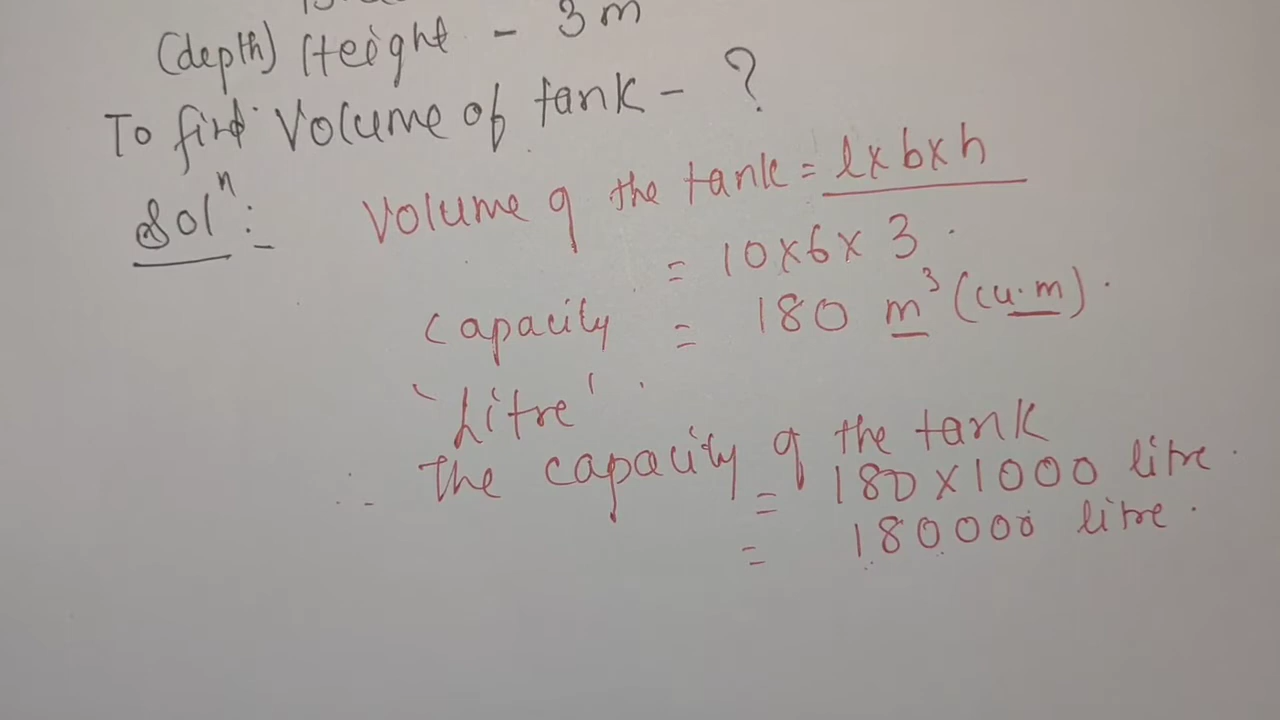 (depth) Height - 3m
To find Volume of tank - ?
Solⁿ :- Volume of the tank = l×b×h
= 10×6×3
capacity = 180 m³ (cu.m).
'Litre'.
∴ The capacity of the tank
= 180×1000 litre.
= 180000 litre.